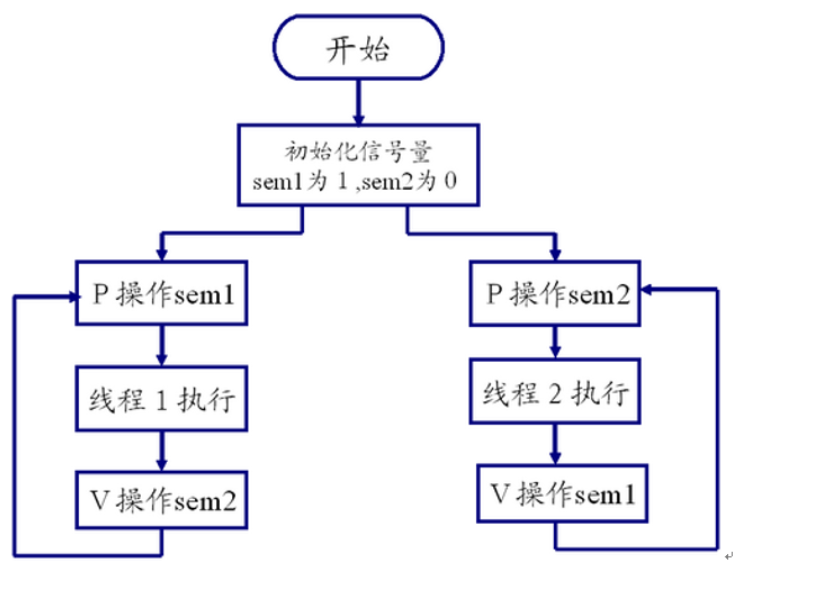 开始
初始化信号量
sem1为 1 ,sem2为 0
P 操作sem1
P 操作sem2
线程 1 执行
线程 2 执行
V 操作sem2
V 操作sem1